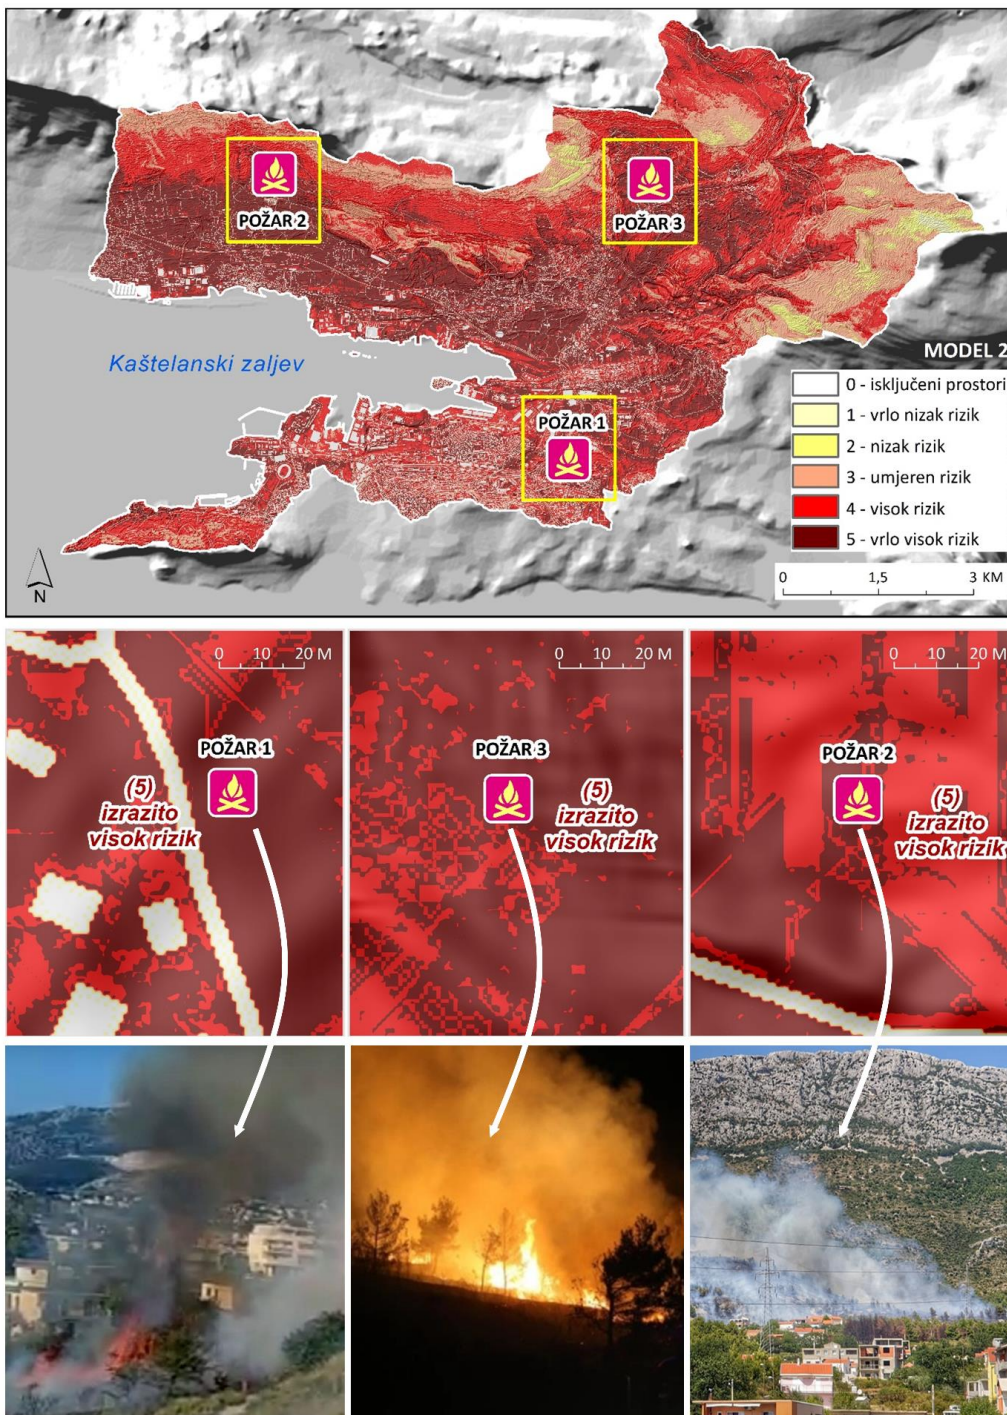 POŽAR 2
POŽAR 3
Kaštelanski zaljev
POŽAR 1
MODEL 2
0 - isključeni prostori
1 - vrlo nizak rizik
2 - nizak rizik
3 - umjeren rizik
4 - visok rizik
5 - vrlo visok rizik
N
0 1,5 3 KM
0 10 20 M
POŽAR 1
(5)
izrazito
visok rizik
0 10 20 M
POŽAR 3
(5)
izrazito
visok rizik
0 10 20 M
POŽAR 2
(5)
izrazito
visok rizik